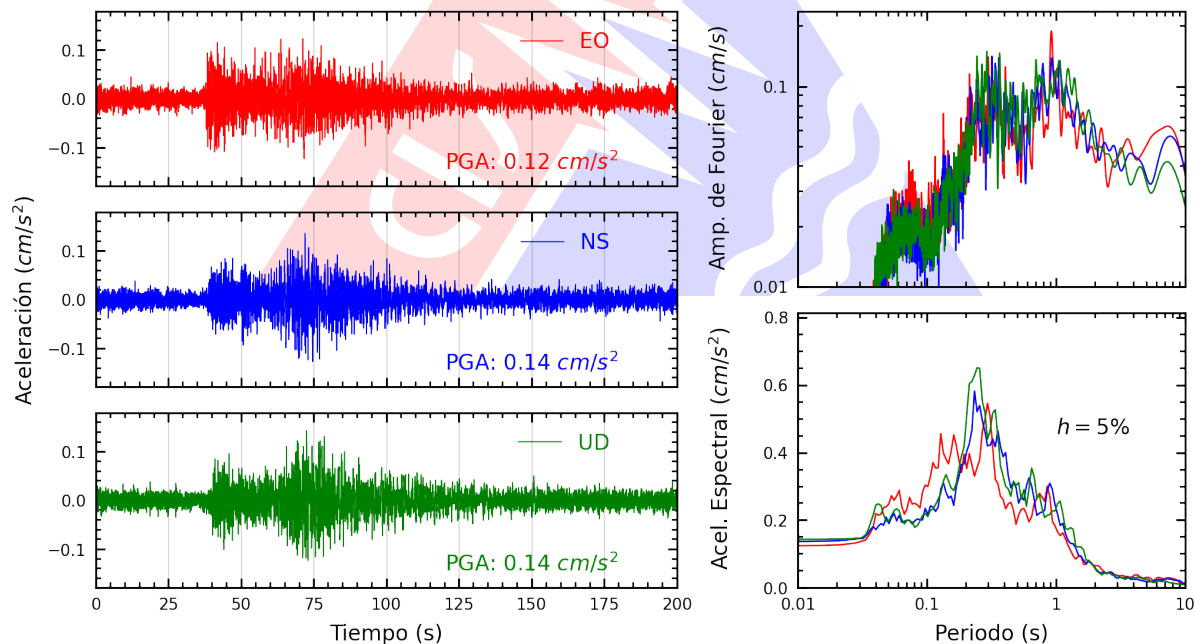 Aceleración (cm/s²)
0.1
0.0
−0.1
EO
PGA: 0.12 cm/s²
0.1
0.0
−0.1
NS
PGA: 0.14 cm/s²
0.1
0.0
−0.1
UD
PGA: 0.14 cm/s²
0 25 50 75 100 125 150 175 200
Tiempo (s)
Amp. de Fourier (cm/s)
0.1
0.01
Acel. Espectral (cm/s²)
0.8
0.6
0.4
0.2
0.0
h = 5%
0.01 0.1 1 10
Periodo (s)